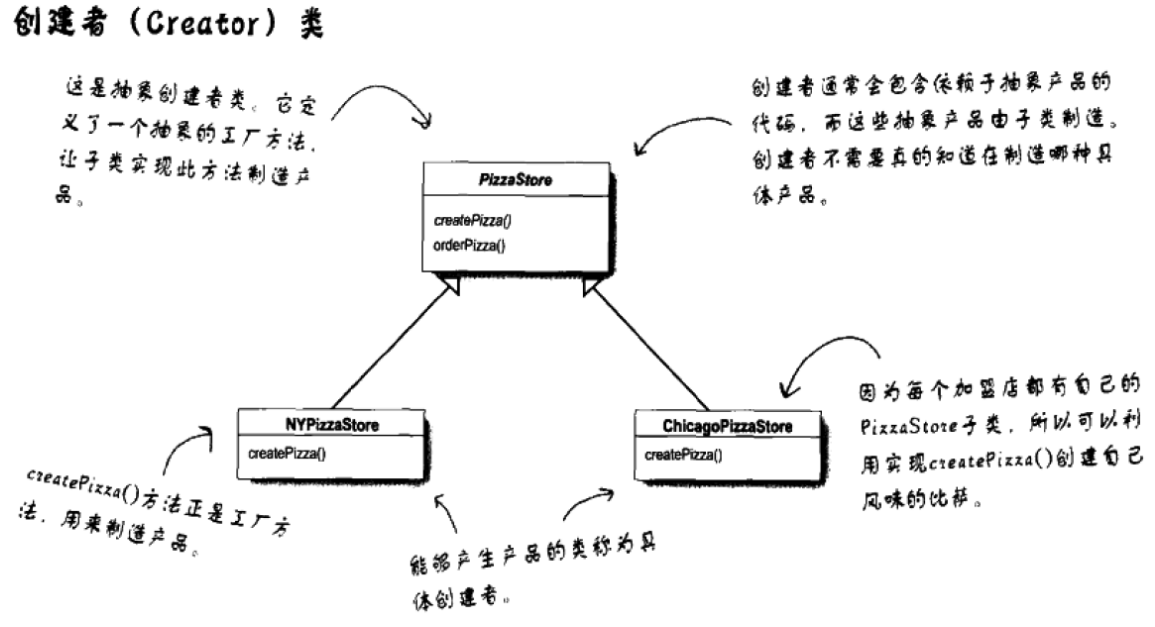 创建者（Creator）类
这是抽象创建者类。它定
义了一个抽象的工厂方法，
让子类实现此方法制造产
品。
创建者通常会包含依赖于抽象产品的
代码，而这些抽象产品由子类制造。
创建者不需要真的知道在制造哪种具
体产品。
PizzaStore
createPizza()
orderPizza()
NYPizzaStore
createPizza()
ChicagoPizzaStore
createPizza()
因为每个加盟店都有自己的
PizzaStore子类，所以可以利
用实现createPizza()创建自己
风味的比萨。
createPizza()方法正是工厂方
法，用来制造产品。
能够产生产品的类称为具
体创建者。